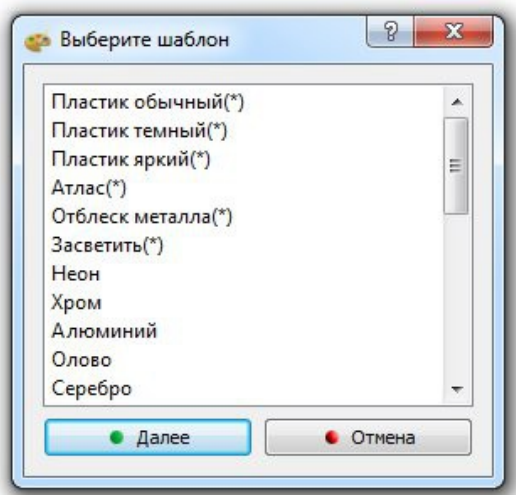 Выберите шаблон
?
Пластик обычный(*)
Пластик темный(*)
Пластик яркий(*)
Атлас(*)
Отблеск металла(*)
Засветить(*)
Неон
Хром
Алюминий
Олово
Серебро
Далее
Отмена